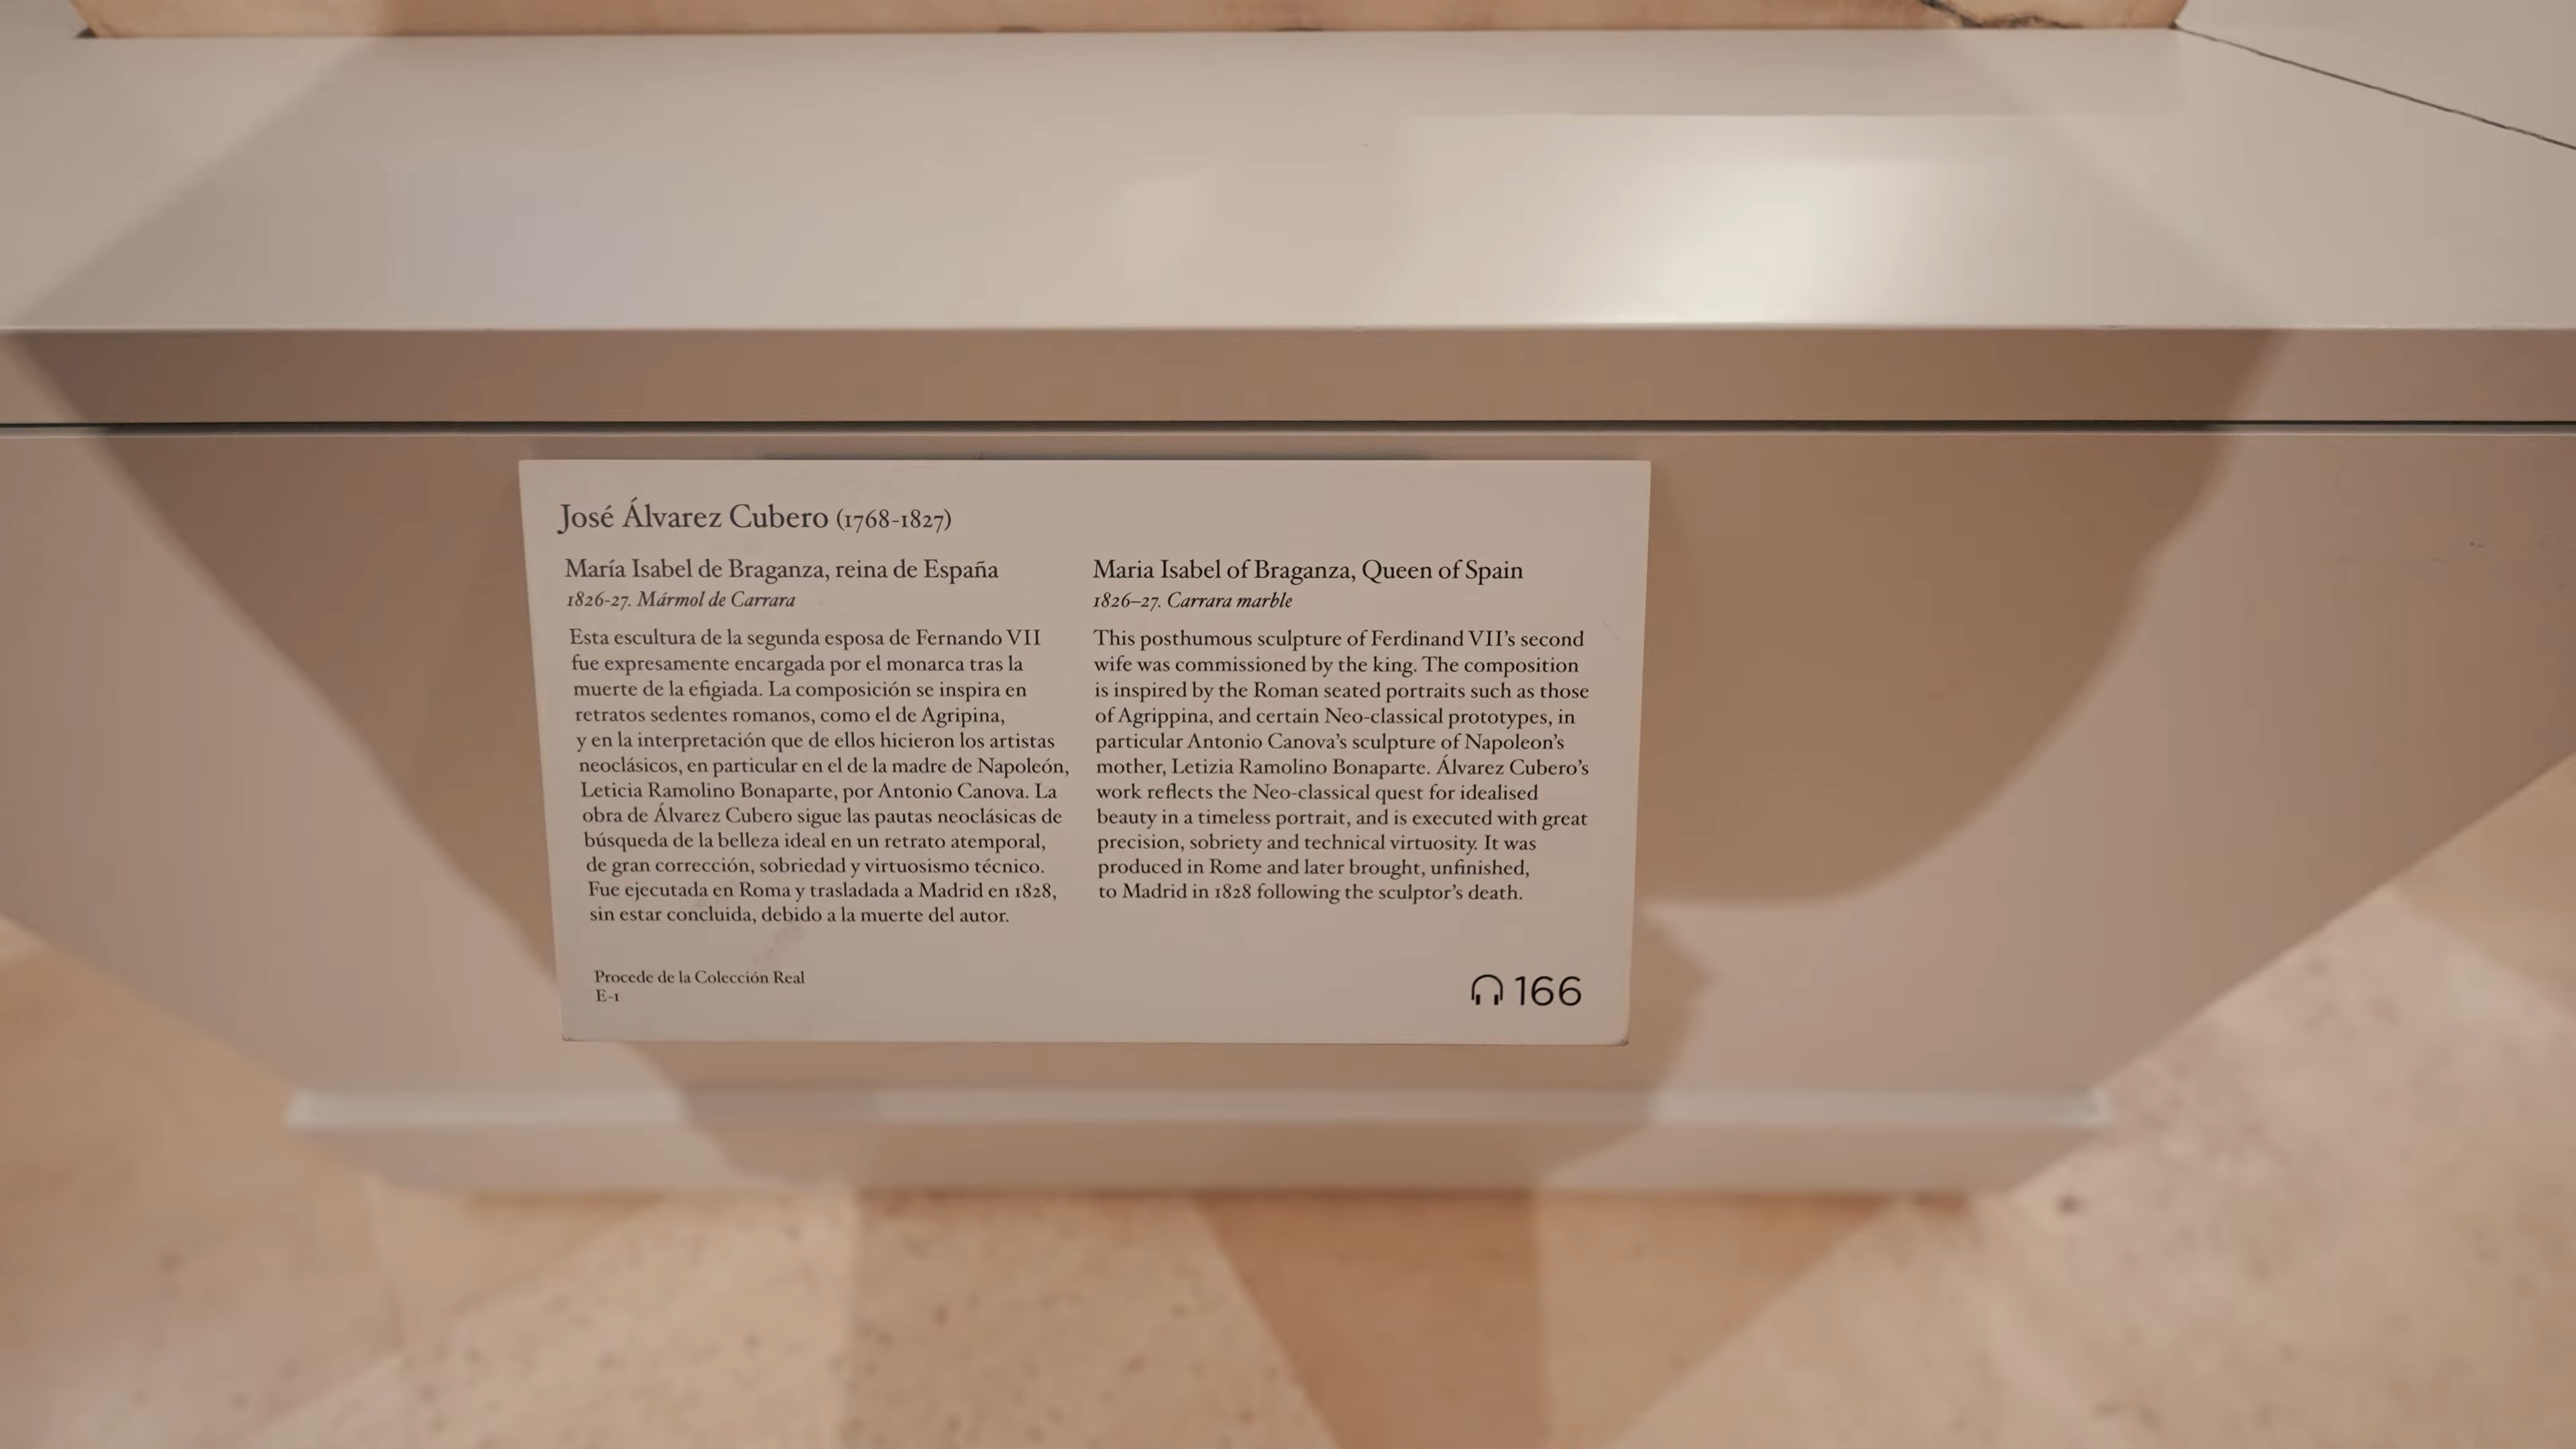 José Álvarez Cubero (1768-1827)
María Isabel de Braganza, reina de España
1826-27. Mármol de Carrara
Esta escultura de la segunda esposa de Fernando VII
fue expresamente encargada por el monarca tras la
muerte de la efigiada. La composición se inspira en
retratos sedentes romanos, como el de Agripina,
y en la interpretación que de ellos hicieron los artistas
neoclásicos, en particular en el de la madre de Napoleón,
Leticia Ramolino Bonaparte, por Antonio Canova. La
obra de Álvarez Cubero sigue las pautas neoclásicas de
búsqueda de la belleza ideal en un retrato atemporal,
de gran corrección, sobriedad y virtuosismo técnico.
Fue ejecutada en Roma y trasladada a Madrid en 1828,
sin estar concluida, debido a la muerte del autor.
Maria Isabel of Braganza, Queen of Spain
1826–27. Carrara marble
This posthumous sculpture of Ferdinand VII's second
wife was commissioned by the king. The composition
is inspired by the Roman seated portraits such as those
of Agrippina, and certain Neo-classical prototypes, in
particular Antonio Canova's sculpture of Napoleon's
mother, Letizia Ramolino Bonaparte. Álvarez Cubero's
work reflects the Neo-classical quest for idealised
beauty in a timeless portrait, and is executed with great
precision, sobriety and technical virtuosity. It was
produced in Rome and later brought, unfinished,
to Madrid in 1828 following the sculptor's death.
Procede de la Colección Real
E-1
166